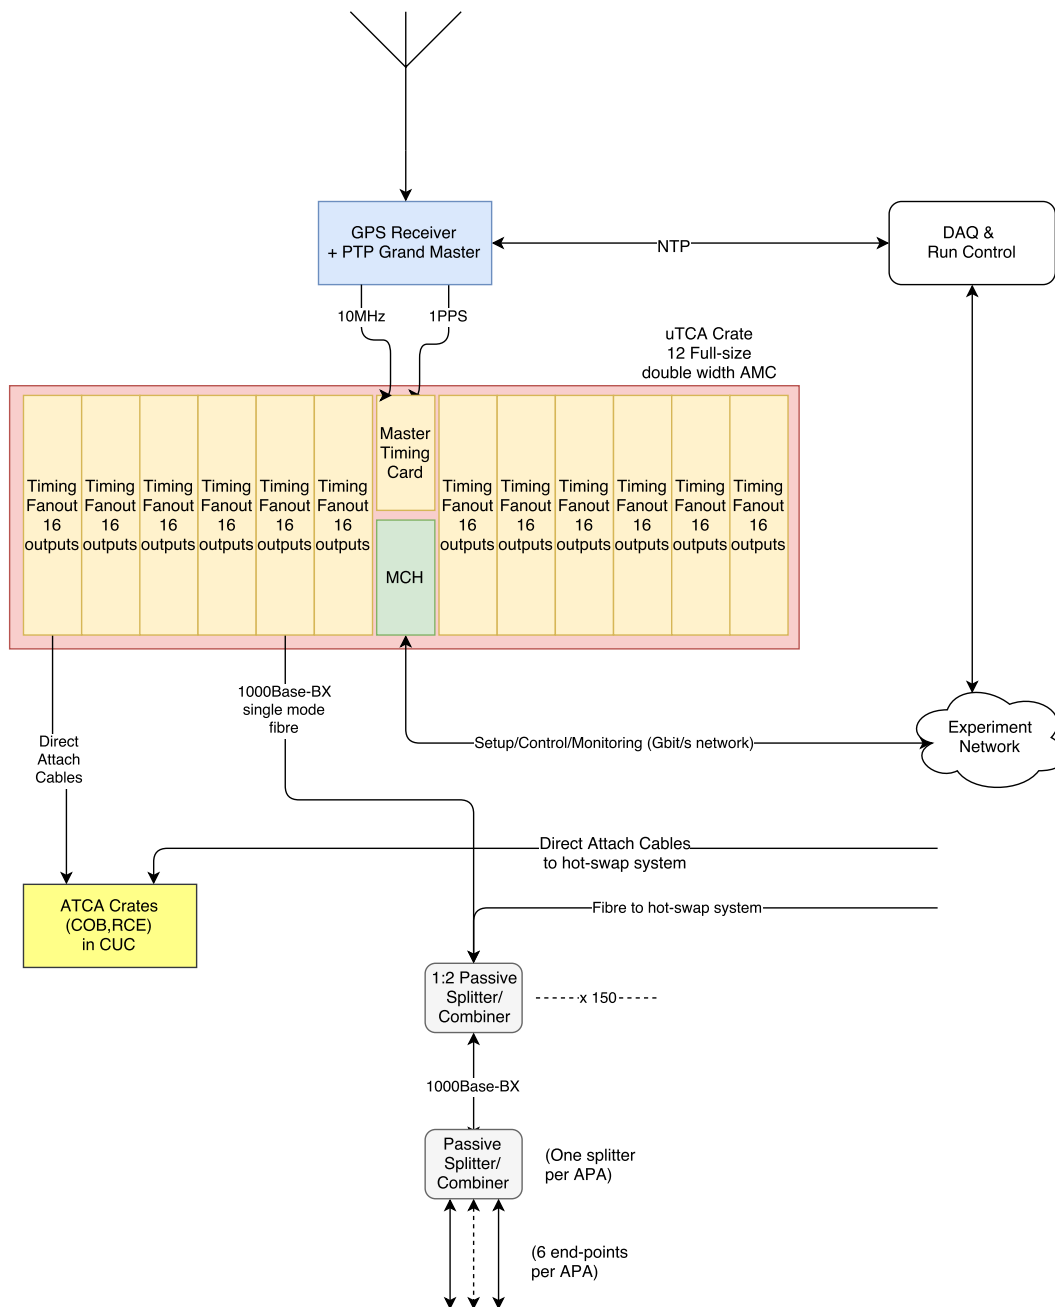 GPS Receiver
+ PTP Grand Master
NTP
DAQ &
Run Control
10MHz
1PPS
uTCA Crate
12 Full-size
double width AMC
Timing
Fanout
16
outputs
Timing
Fanout
16
outputs
Timing
Fanout
16
outputs
Timing
Fanout
16
outputs
Timing
Fanout
16
outputs
Timing
Fanout
16
outputs
Master
Timing
Card
MCH
Timing
Fanout
16
outputs
Timing
Fanout
16
outputs
Timing
Fanout
16
outputs
Timing
Fanout
16
outputs
Timing
Fanout
16
outputs
Timing
Fanout
16
outputs
1000Base-BX
single mode
fibre
Direct
Attach
Cables
Setup/Control/Monitoring (Gbit/s network)
Experiment
Network
Direct Attach Cables
to hot-swap system
ATCA Crates
(COB,RCE)
in CUC
Fibre to hot-swap system
1:2 Passive
Splitter/
Combiner
x 150
1000Base-BX
Passive
Splitter/
Combiner
(One splitter
per APA)
(6 end-points
per APA)